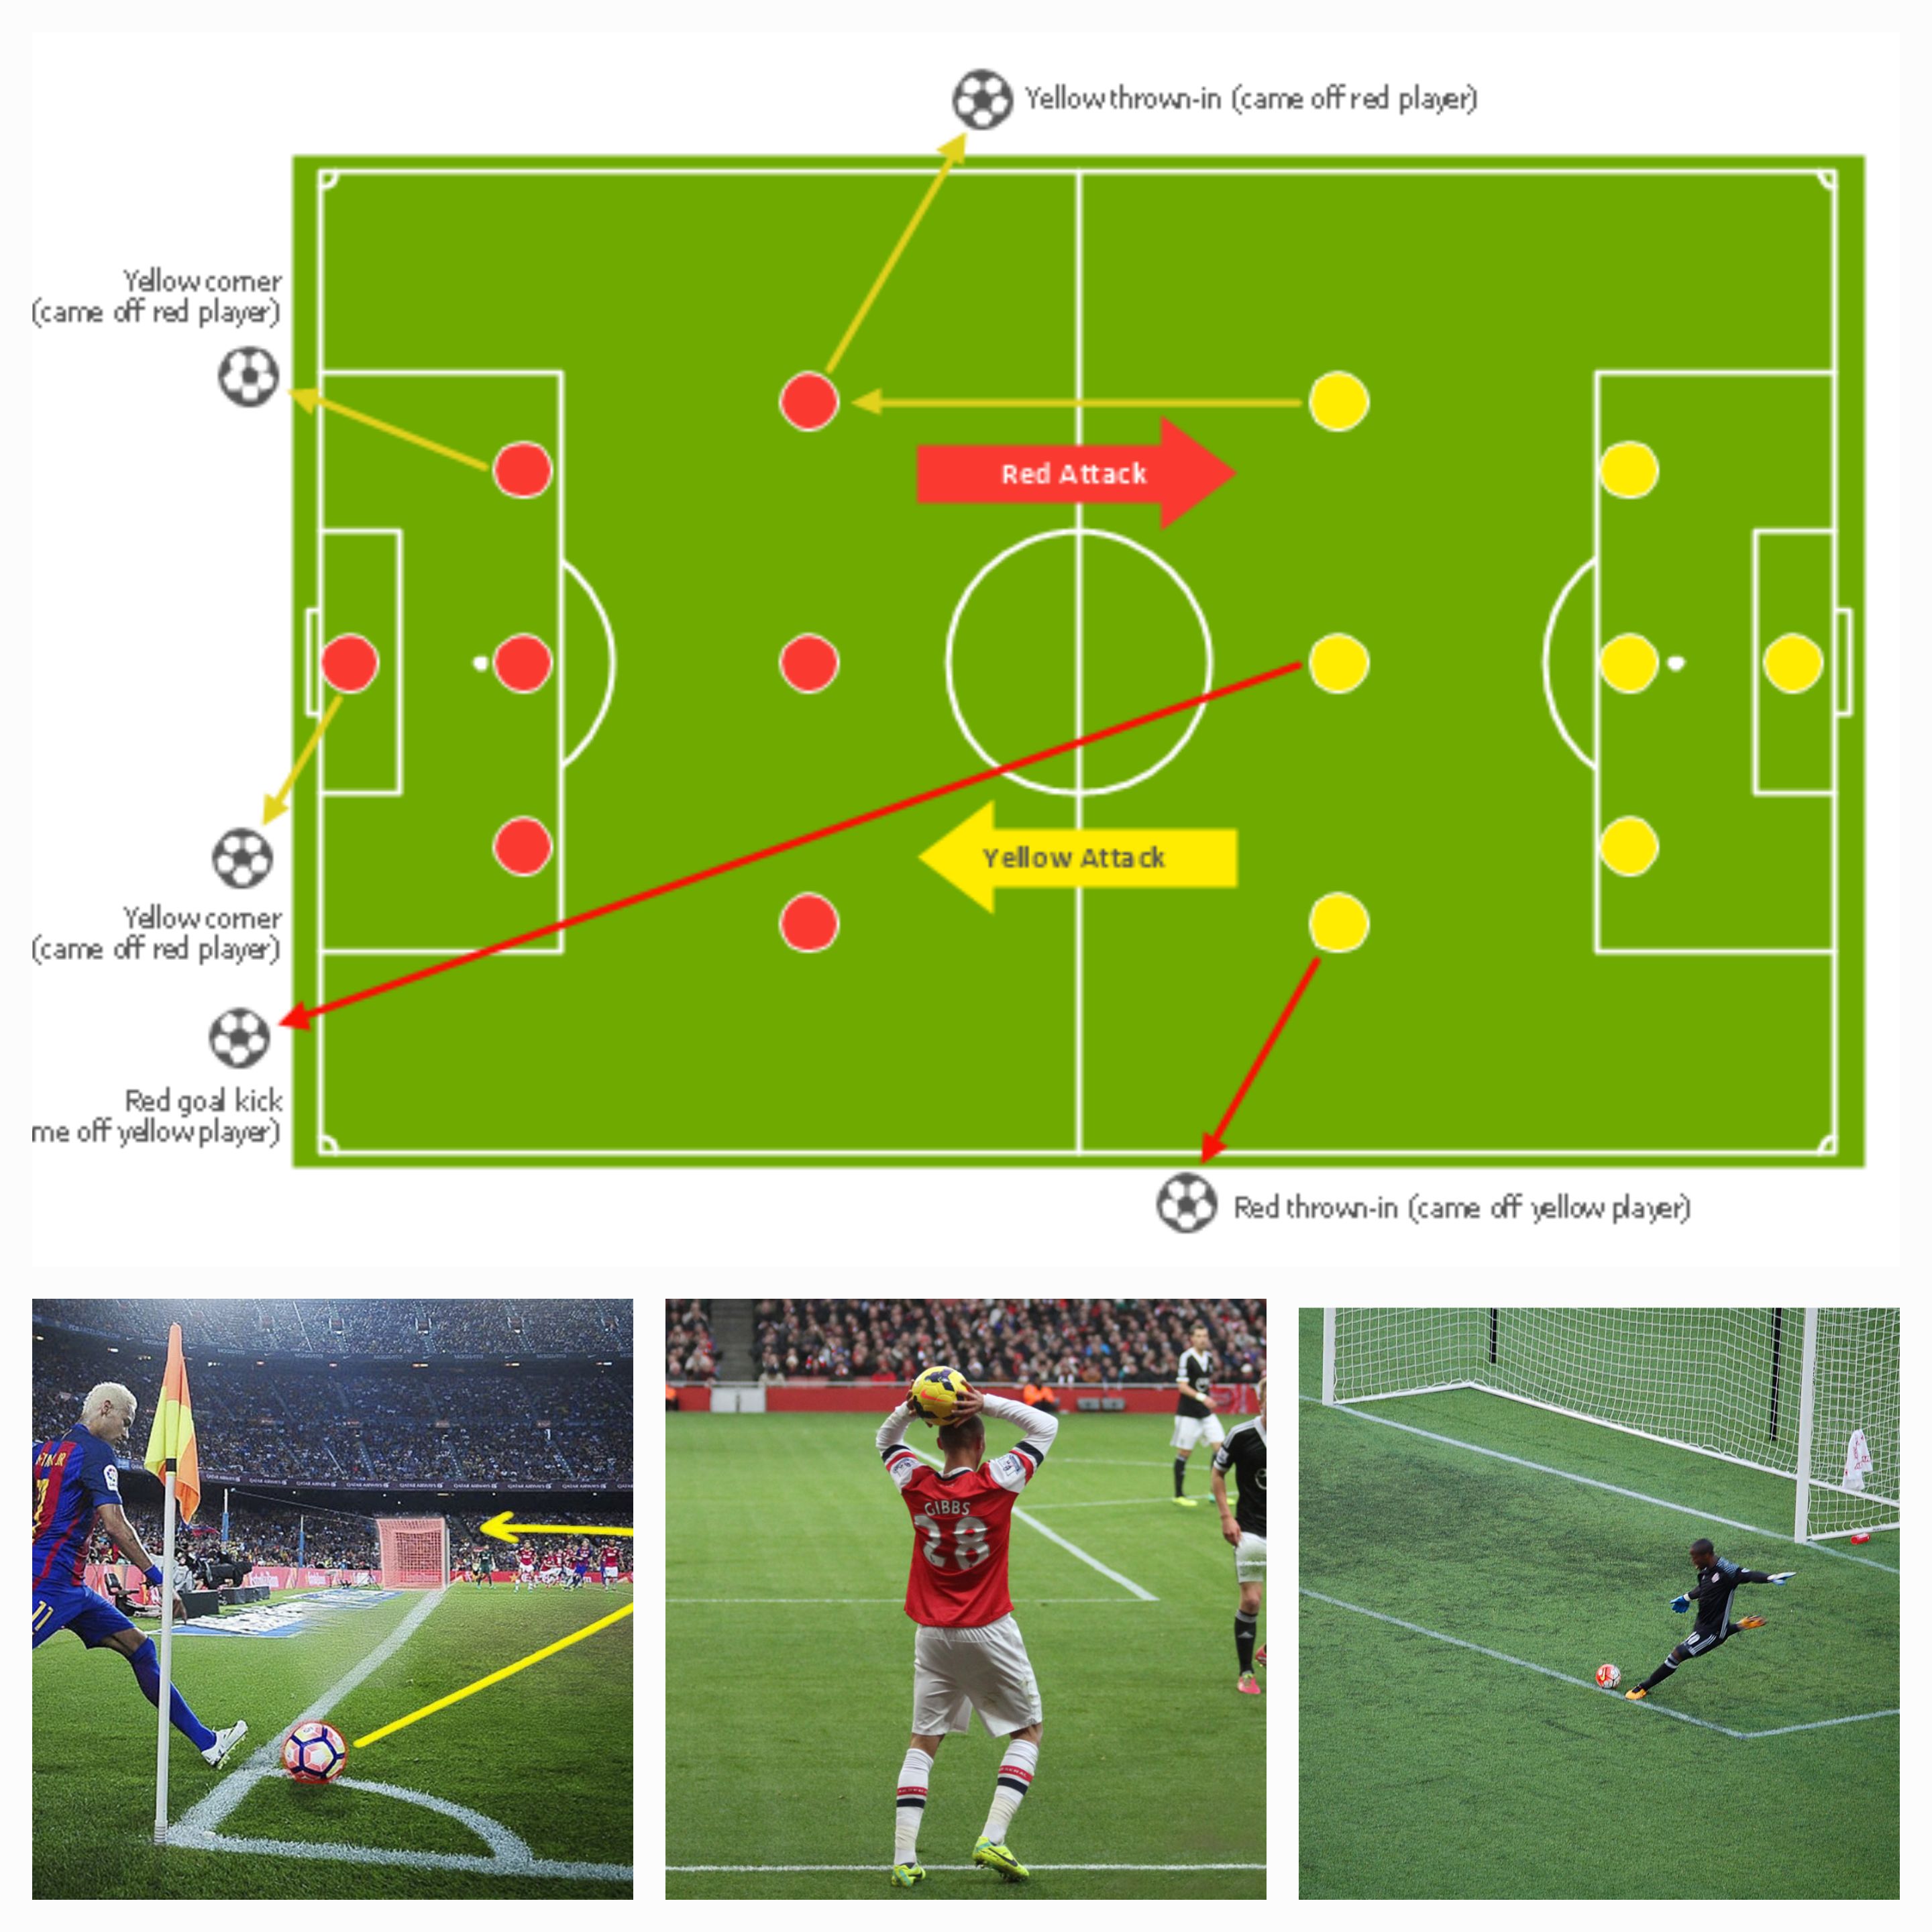 Yellow thrown-in (came off red player)
Yellow corner
(came off red player)
Red Attack
Yellow Attack
Yellow corner
(came off red player)
Red goal kick
me off yellow player)
Red thrown-in (came off yellow player)
11
GIBBS
28